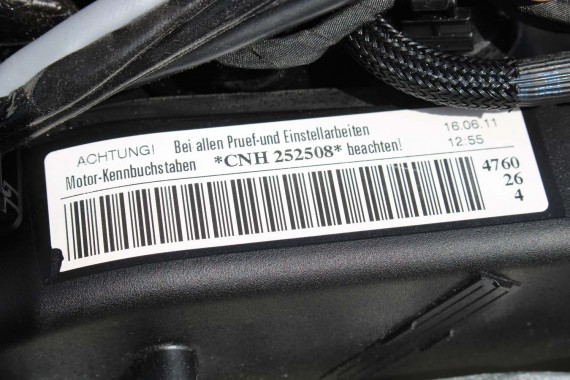 ACHTUNG! Bei allen Pruef-und Einstellarbeiten 16.06.11
Motor-Kennbuchstaben *CNH 252508* beachten! 12:55
4760
26
4